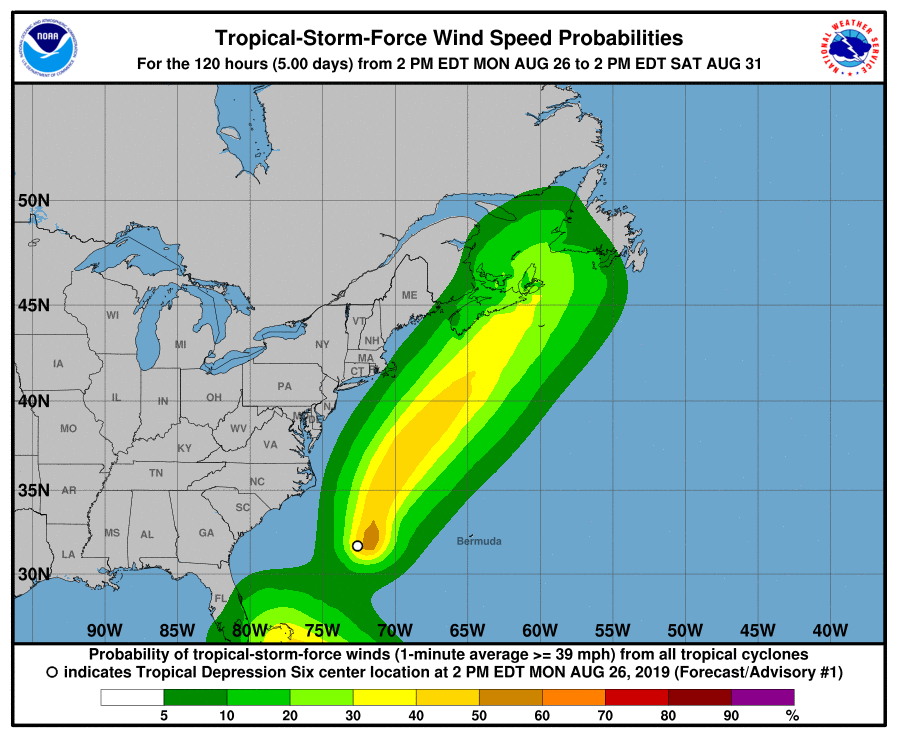 Tropical-Storm-Force Wind Speed Probabilities
For the 120 hours (5.00 days) from 2 PM EDT MON AUG 26 to 2 PM EDT SAT AUG 31
NOAA
NATIONAL WEATHER SERVICE
50N
45N
40N
35N
30N
ME
WI
VT
NH
MI
NY
MA
CT
IA
PA
IL
IN
OH
MO
WV
VA
KY
NC
TN
AR
SC
MS
AL
GA
LA
Bermuda
FL
90W 85W 80W 75W 70W 65W 60W 55W 50W 45W 40W
Probability of tropical-storm-force winds (1-minute average >= 39 mph) from all tropical cyclones
indicates Tropical Depression Six center location at 2 PM EDT MON AUG 26, 2019 (Forecast/Advisory #1)
5 10 20 30 40 50 60 70 80 90 %